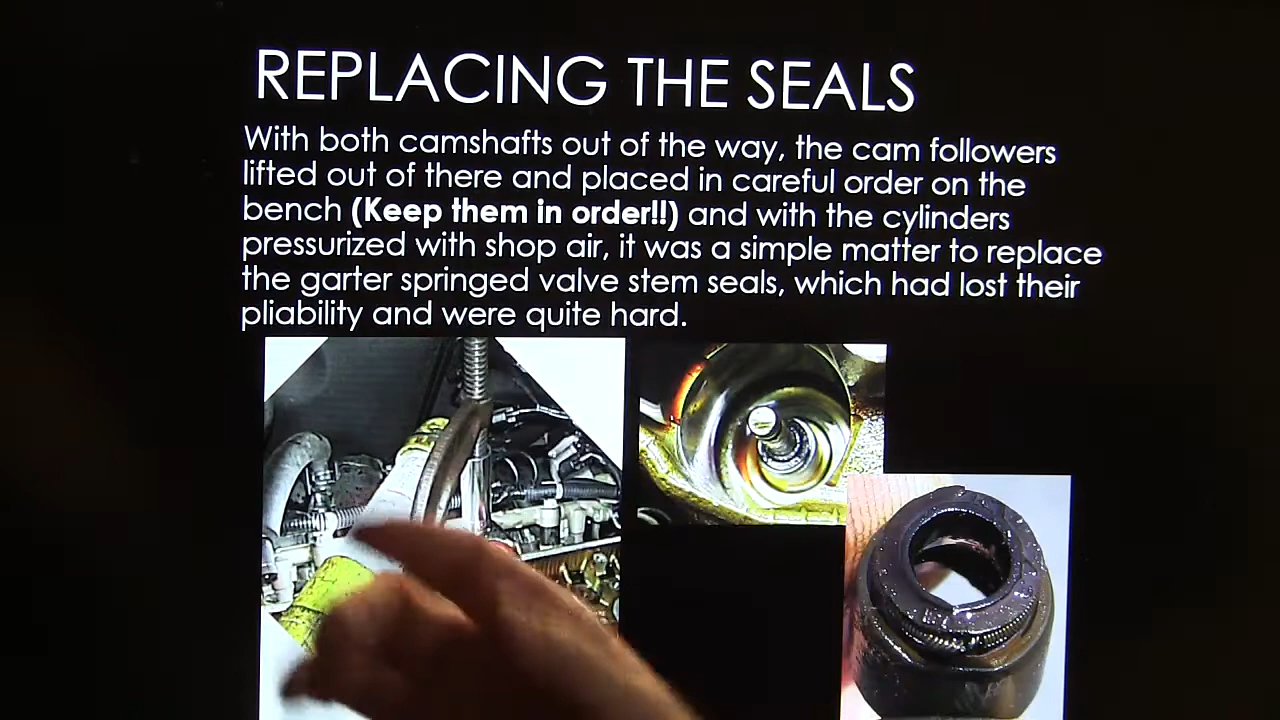 REPLACING THE SEALS
With both camshafts out of the way, the cam followers
lifted out of there and placed in careful order on the
bench (Keep them in order!!) and with the cylinders
pressurized with shop air, it was a simple matter to replace
the garter springed valve stem seals, which had lost their
pliability and were quite hard.